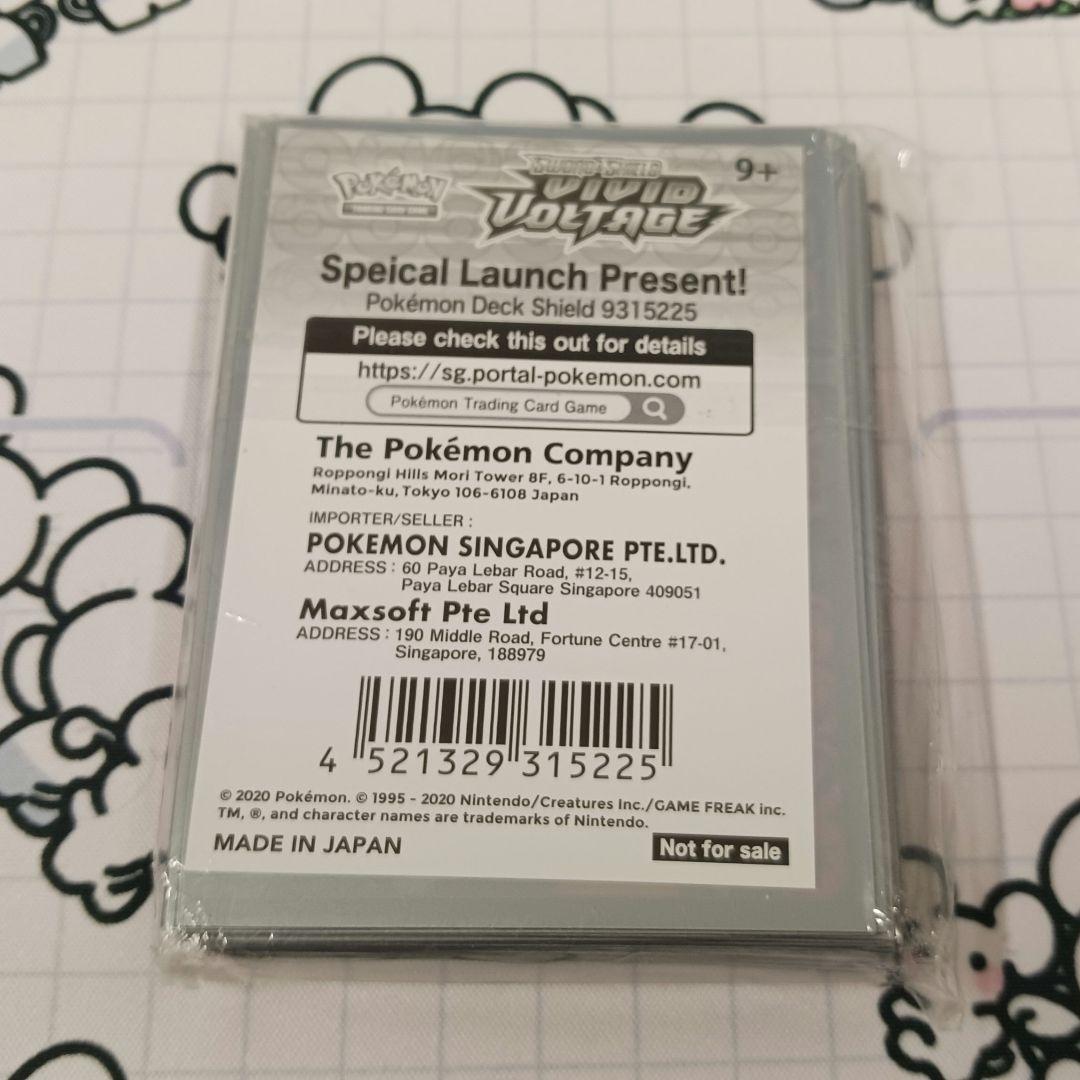 Pokémon
TRADING CARD GAME
SWORD & SHIELD
VIVID
VOLTAGE
9+
Speical Launch Present!
Pokémon Deck Shield 9315225
Please check this out for details
https://sg.portal-pokemon.com
Pokémon Trading Card Game
The Pokémon Company
Roppongi Hills Mori Tower 8F, 6-10-1 Roppongi,
Minato-ku, Tokyo 106-6108 Japan
IMPORTER/SELLER :
POKEMON SINGAPORE PTE.LTD.
ADDRESS : 60 Paya Lebar Road, #12-15,
Paya Lebar Square Singapore 409051
Maxsoft Pte Ltd
ADDRESS : 190 Middle Road, Fortune Centre #17-01,
Singapore, 188979
4 521329 315225
© 2020 Pokémon. © 1995 - 2020 Nintendo/Creatures Inc./GAME FREAK inc.
TM, ®, and character names are trademarks of Nintendo.
MADE IN JAPAN
Not for sale